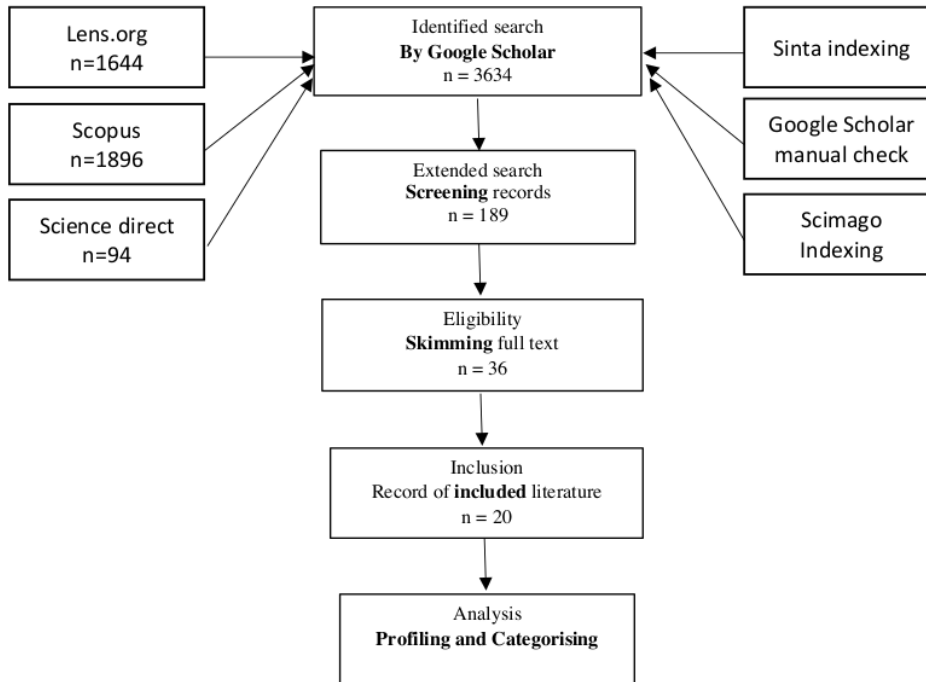 Lens.org
n=1644
Scopus
n=1896
Science direct
n=94
Identified search
By Google Scholar
n = 3634
Extended search
Screening records
n = 189
Eligibility
Skimming full text
n = 36
Inclusion
Record of included literature
n = 20
Analysis
Profiling and Categorising
Sinta indexing
Google Scholar
manual check
Scimago
Indexing